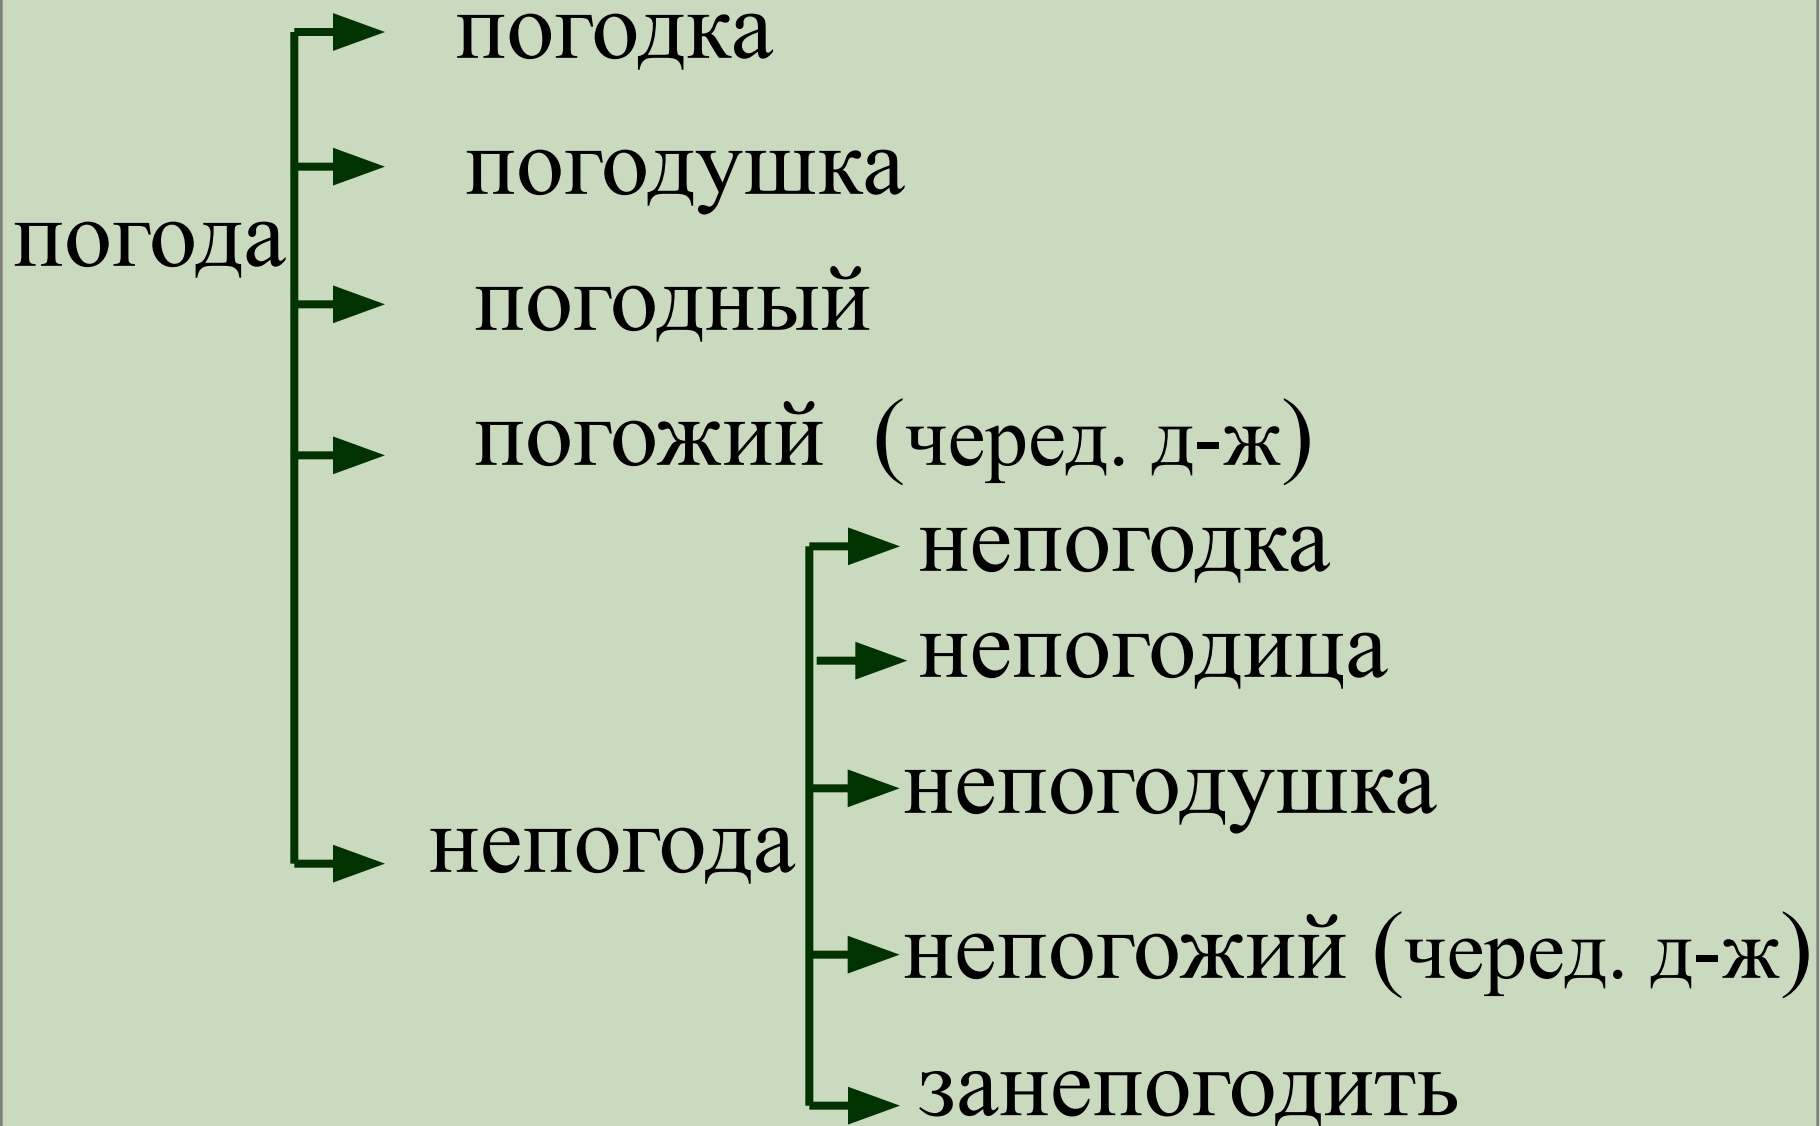 погодка
погодушка
погода
погодный
погожий (черед. д-ж)
непогодка
непогодица
непогодушка
непогода
непогожий (черед. д-ж)
занепогодить